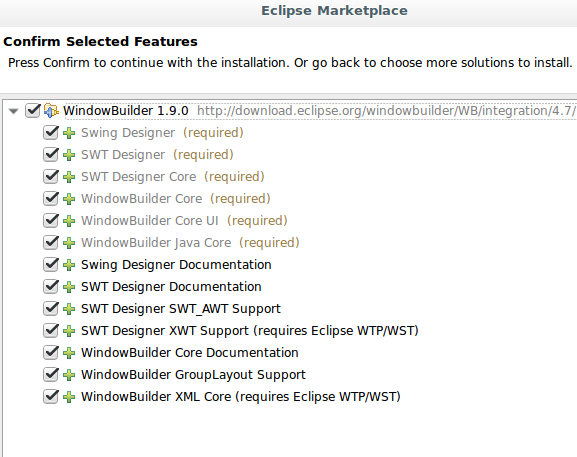 Eclipse Marketplace
Confirm Selected Features
Press Confirm to continue with the installation. Or go back to choose more solutions to install.
WindowBuilder 1.9.0 http://download.eclipse.org/windowbuilder/WB/integration/4.7/
Swing Designer (required)
SWT Designer (required)
SWT Designer Core (required)
WindowBuilder Core (required)
WindowBuilder Core UI (required)
WindowBuilder Java Core (required)
Swing Designer Documentation
SWT Designer Documentation
SWT Designer SWT_AWT Support
SWT Designer XWT Support (requires Eclipse WTP/WST)
WindowBuilder Core Documentation
WindowBuilder GroupLayout Support
WindowBuilder XML Core (requires Eclipse WTP/WST)